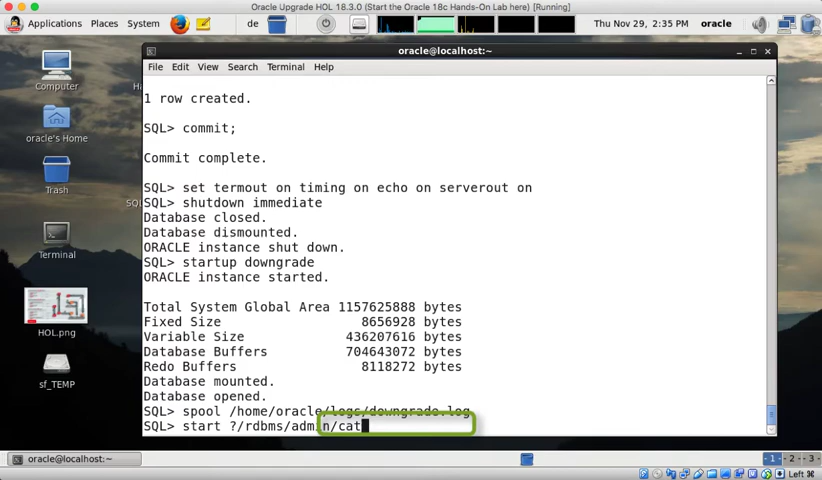 Oracle Upgrade HOL 18.3.0 (Start the Oracle 18c Hands-On Lab here) [Running]
Applications Places System de Thu Nov 29, 2:35 PM oracle
Computer
oracle's Home
Trash
Terminal
HOL.png
sf_TEMP
oracle@localhost:~
File Edit View Search Terminal Help
1 row created.
SQL> commit;
Commit complete.
SQL> set termout on timing on echo on serverout on
SQL> shutdown immediate
Database closed.
Database dismounted.
ORACLE instance shut down.
SQL> startup downgrade
ORACLE instance started.
Total System Global Area 1157625888 bytes
Fixed Size 8656928 bytes
Variable Size 436207616 bytes
Database Buffers 704643072 bytes
Redo Buffers 8118272 bytes
Database mounted.
Database opened.
SQL> spool /home/oracle/logs/downgrade.log
SQL> start ?/rdbms/admin/cat
oracle@localhost:~
- 1 - - 2 - - 3 -
Left ⌘